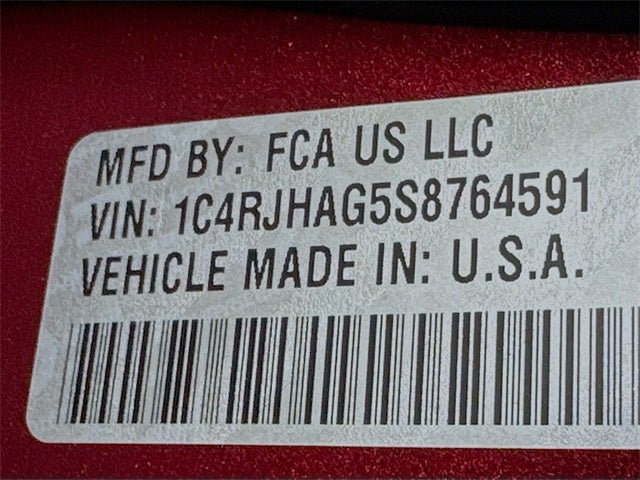 MFD BY: FCA US LLC
VIN: 1C4RJHAG5S8764591
VEHICLE MADE IN: U.S.A.